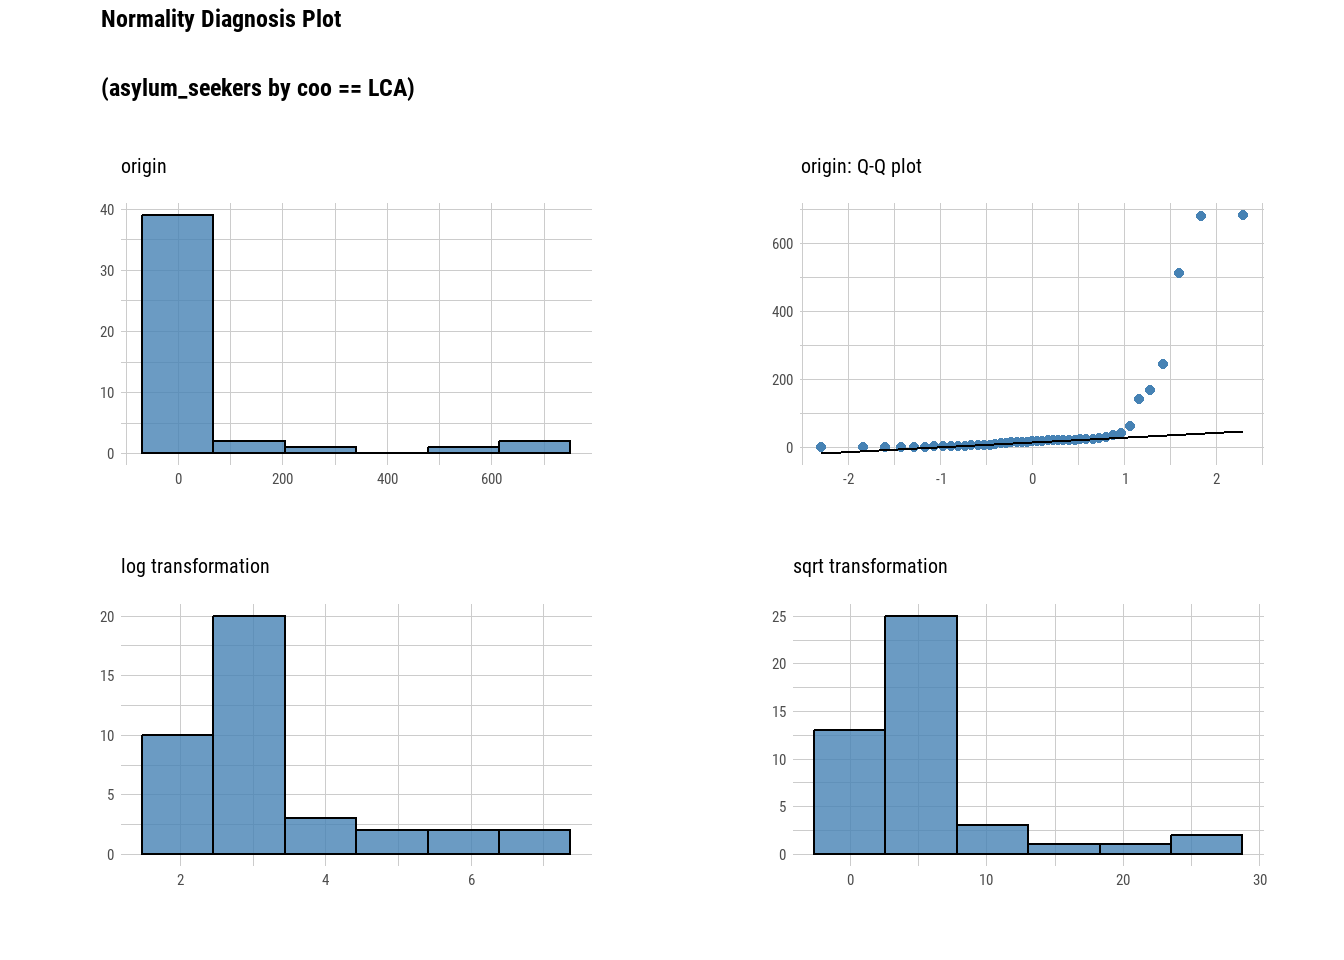 Normality Diagnosis Plot
(asylum_seekers by coo == LCA)
origin
40
30
20
10
0
0 200 400 600
origin: Q-Q plot
600
400
200
0
-2 -1 0 1 2
log transformation
20
15
10
5
0
2 4 6
sqrt transformation
25
20
15
10
5
0
0 10 20 30